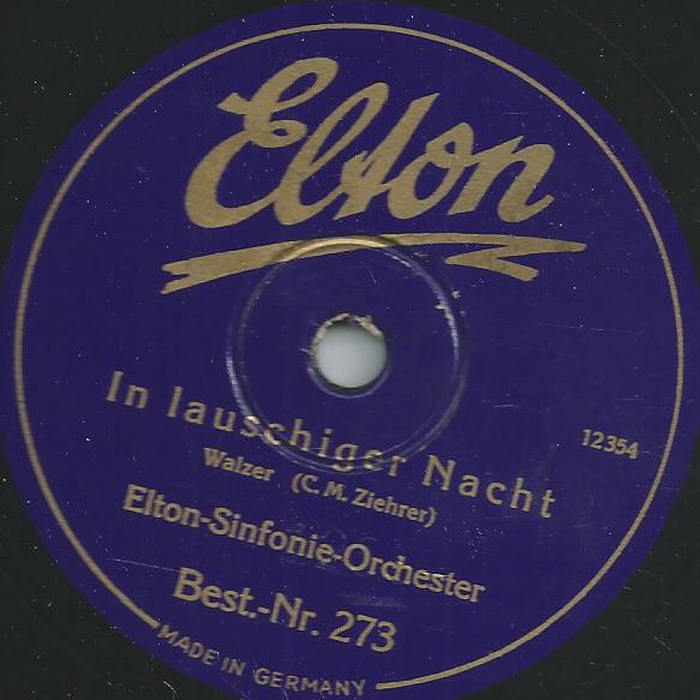 Elton
In lauschiger Nacht
12354
Walzer (C. M. Ziehrer)
Elton-Sinfonie-Orchester
Best.-Nr. 273
MADE IN GERMANY